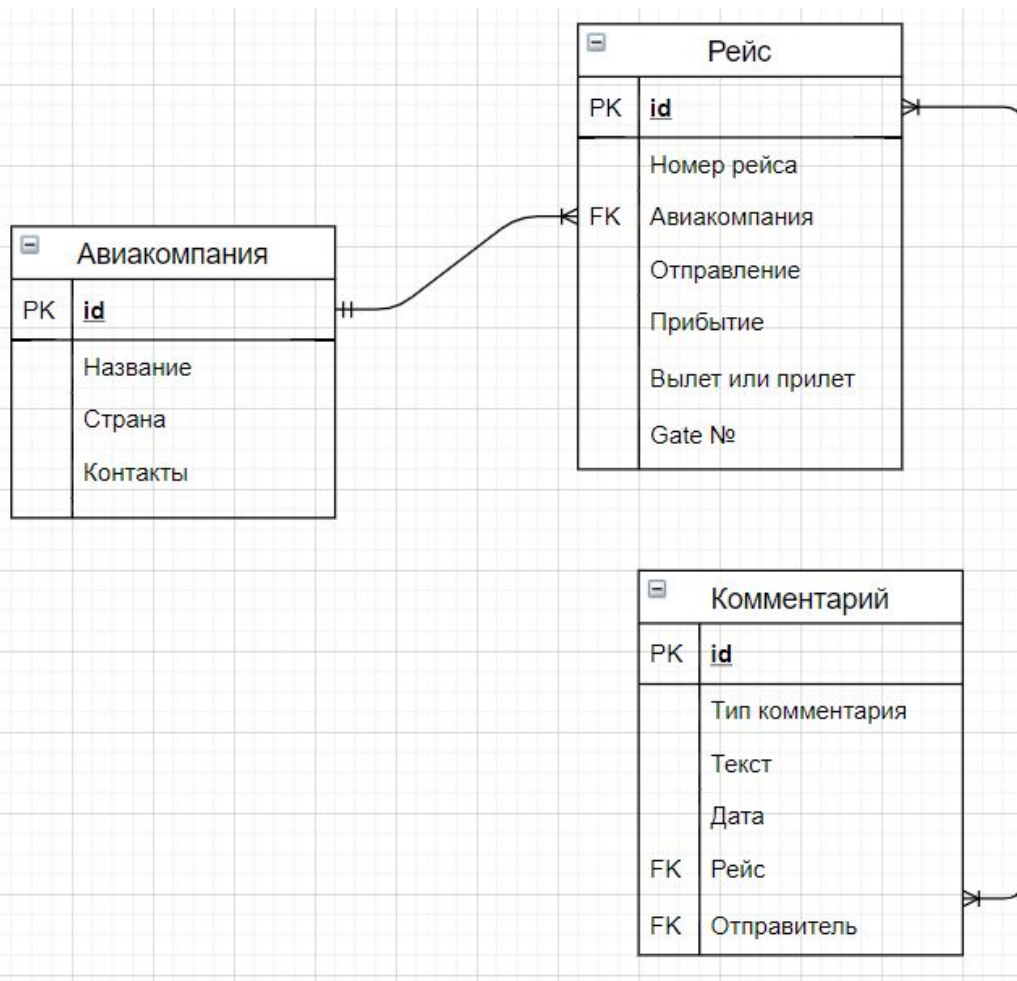 Рейс
PK id
Номер рейса
FK Авиакомпания
Отправление
Прибытие
Вылет или прилет
Gate №
Авиакомпания
PK id
Название
Страна
Контакты
Комментарий
PK id
Тип комментария
Текст
Дата
FK Рейс
FK Отправитель